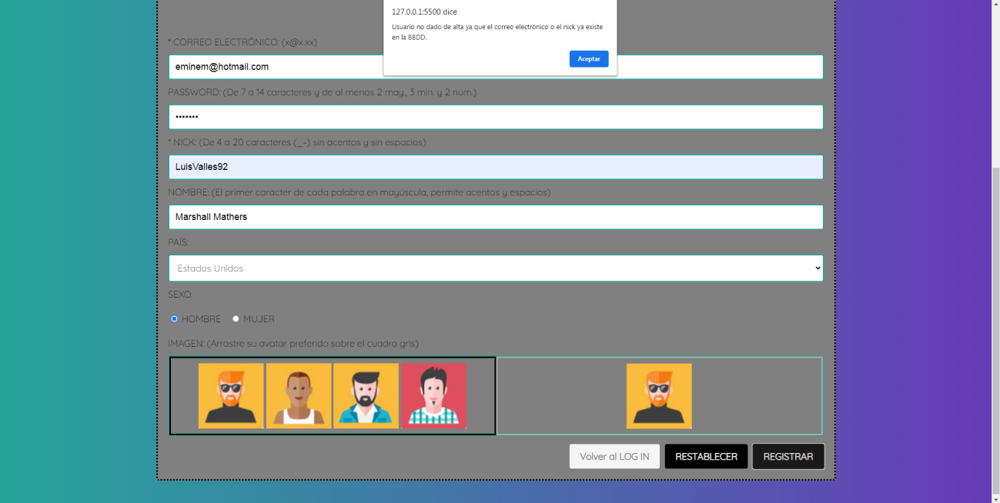 127.0.0.1:5500 dice
Usuario no dado de alta ya que el correo electrónico o el nick ya existe
en la BBDD.
Aceptar
* CORREO ELECTRÓNICO: (x@x.xx)
eminem@hotmail.com
PASSWORD: (De 7 a 14 caracteres y de al menos 2 may., 3 min. y 2 núm.)
•••••••
* NICK: (De 4 a 20 caracteres (_-) sin acentos y sin espacios)
LuisValles92
NOMBRE: (El primer caracter de cada palabra en mayúscula, permite acentos y espacios)
Marshall Mathers
PAÍS:
Estados Unidos
SEXO:
HOMBRE MUJER
IMAGEN: (Arrastre su avatar preferido sobre el cuadro gris)
Volver al LOG IN RESTABLECER REGISTRAR